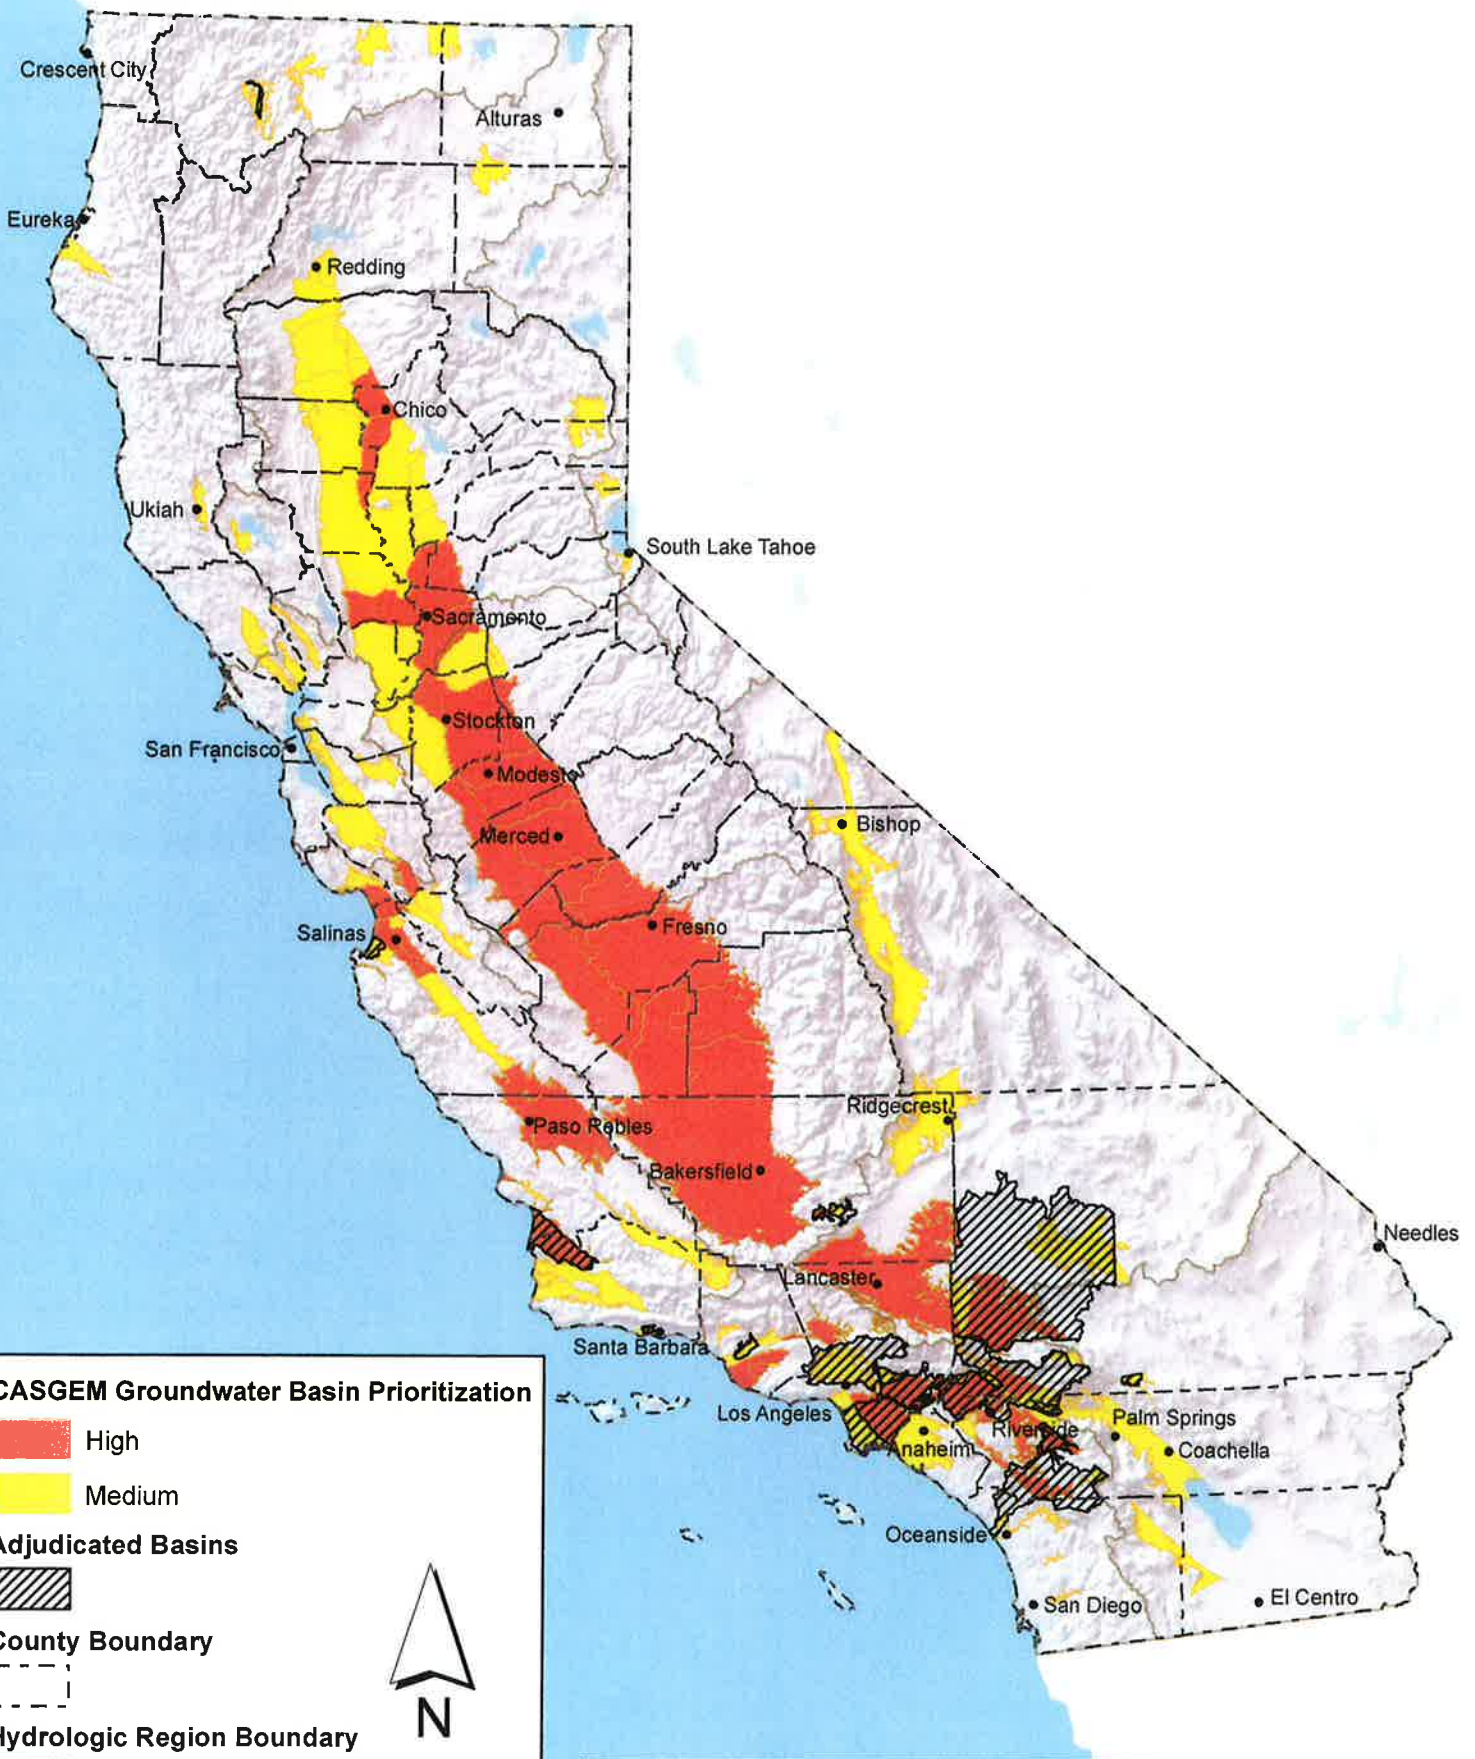 Crescent City
Alturas
Eureka
Redding
Chico
Ukiah
South Lake Tahoe
Sacramento
Stockton
San Francisco
Modesto
Bishop
Merced
Fresno
Salinas
Ridgecrest
Paso Robles
Bakersfield
Needles
Lancaster
Santa Barbara
CASGEM Groundwater Basin Prioritization
High
Medium
Adjudicated Basins
County Boundary
Hydrologic Region Boundary
N
Los Angeles
Palm Springs
Riverside
Anaheim
Coachella
Oceanside
San Diego
El Centro